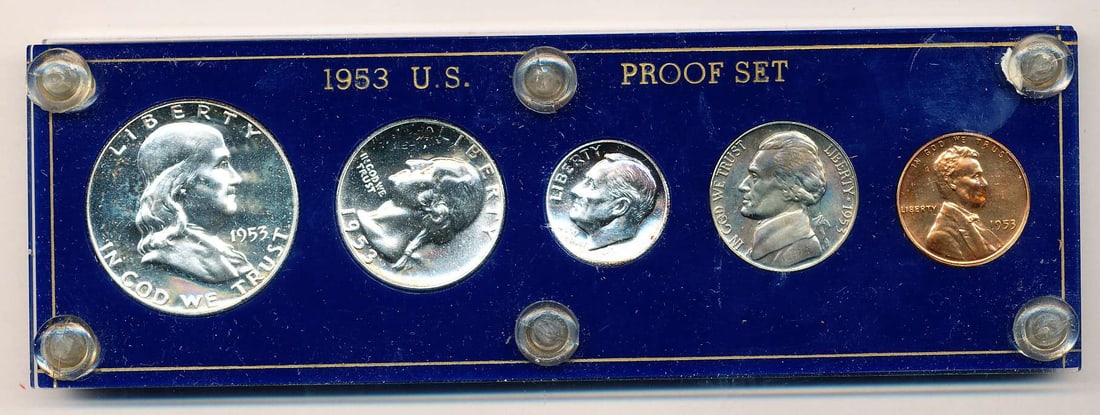 1953 U.S. PROOF SET
LIBERTY
1953
IN GOD WE TRUST
LIBERTY
IN GOD WE
TRUST
1953
LIBERTY
IN GOD WE TRUST
LIBERTY · 1953
IN GOD WE TRUST
LIBERTY
1953